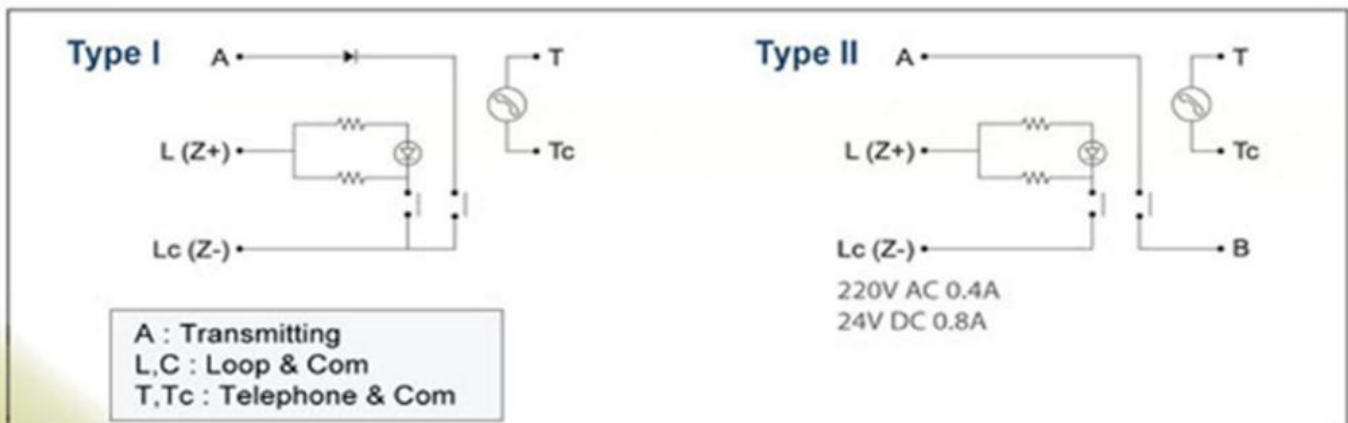 Type I
A
T
L (Z+)
Tc
Lc (Z-)
A : Transmitting
L,C : Loop & Com
T,Tc : Telephone & Com
Type II
A
T
L (Z+)
Tc
Lc (Z-)
B
220V AC 0.4A
24V DC 0.8A